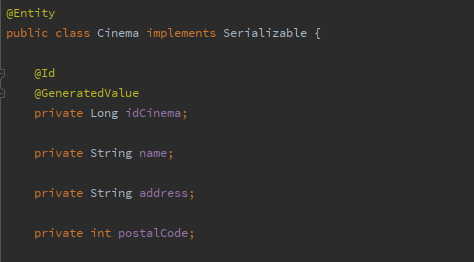 @Entity
public class Cinema implements Serializable {
@Id
@GeneratedValue
private Long idCinema;
private String name;
private String address;
private int postalCode;